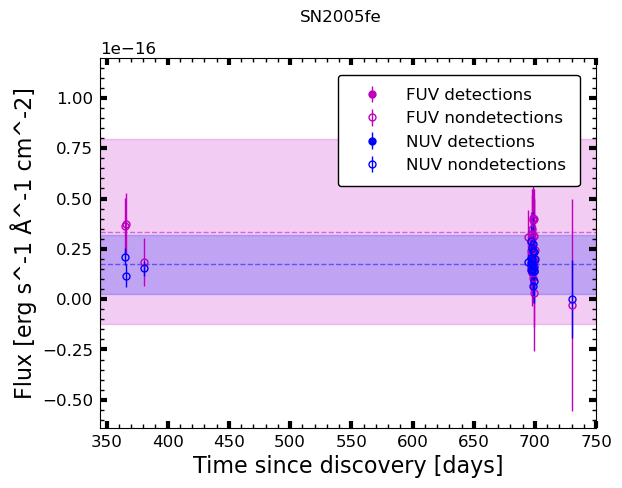 SN2005fe
1e−16
Flux [erg s^-1 Å^-1 cm^-2]
1.00
0.75
0.50
0.25
0.00
−0.25
−0.50
FUV detections
FUV nondetections
NUV detections
NUV nondetections
350 400 450 500 550 600 650 700 750
Time since discovery [days]